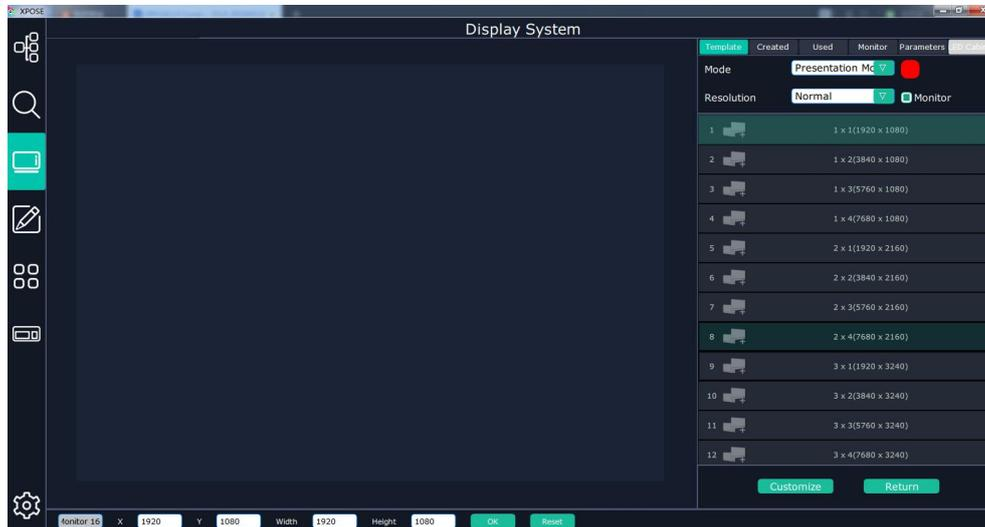 XPOSE
Display System
Template Created Used Monitor Parameters LED Cabi
Mode Presentation Mc
Resolution Normal Monitor
1 1 x 1(1920 x 1080)
2 1 x 2(3840 x 1080)
3 1 x 3(5760 x 1080)
4 1 x 4(7680 x 1080)
5 2 x 1(1920 x 2160)
6 2 x 2(3840 x 2160)
7 2 x 3(5760 x 2160)
8 2 x 4(7680 x 2160)
9 3 x 1(1920 x 3240)
10 3 x 2(3840 x 3240)
11 3 x 3(5760 x 3240)
12 3 x 4(7680 x 3240)
Customize Return
Monitor 16 X 1920 Y 1080 Width 1920 Height 1080 OK Reset